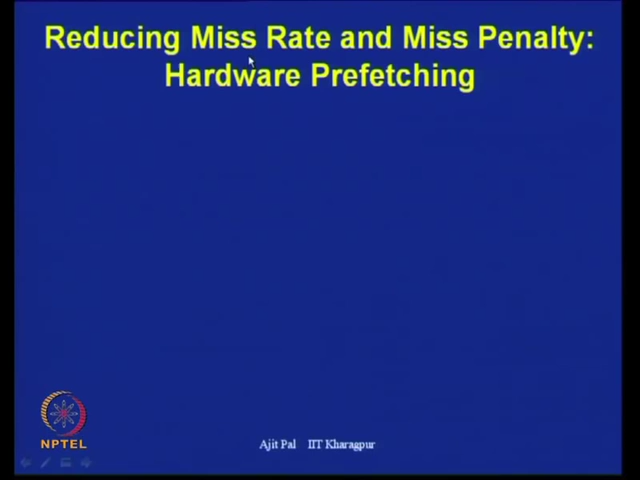 Reducing Miss Rate and Miss Penalty:
Hardware Prefetching
NPTEL
Ajit Pal IIT Kharagpur